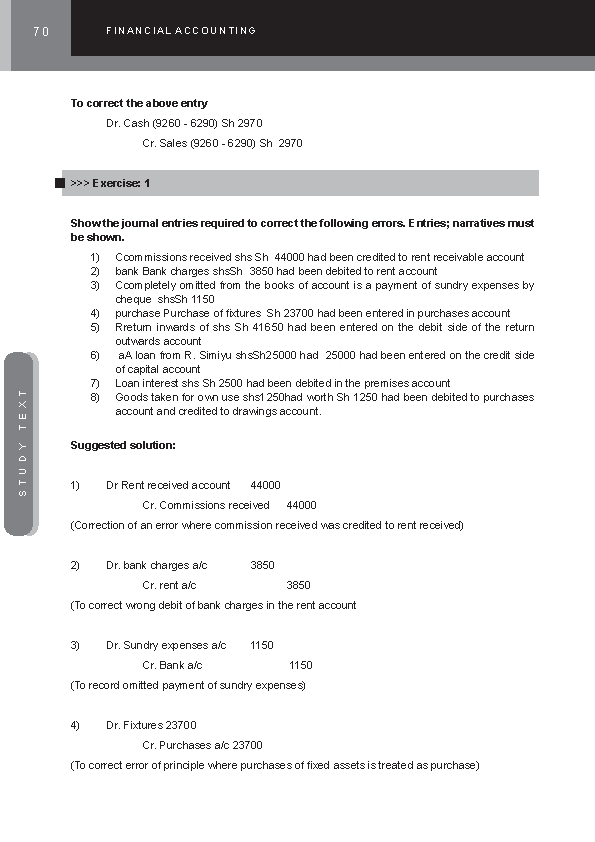 70
FINANCIAL ACCOUNTING
To correct the above entry
Dr. Cash (9260 - 6290) Sh 2970
Cr. Sales (9260 - 6290) Sh 2970
>>> Exercise: 1
Show the journal entries required to correct the following errors. Entries; narratives must
be shown.
1) Ccommissions received shs Sh 44000 had been credited to rent receivable account
2) bank Bank charges shsSh 3850 had been debited to rent account
3) Ccompletely omitted from the books of account is a payment of sundry expenses by
cheque shsSh 1150
4) purchase Purchase of fixtures Sh 23700 had been entered in purchases account
5) Rreturn inwards of shs Sh 41650 had been entered on the debit side of the return
outwards account
6) aA loan from R. Simiyu shsSh25000 had 25000 had been entered on the credit side
of capital account
7) Loan interest shs Sh 2500 had been debited in the premises account
8) Goods taken for own use shs1250had worth Sh 1250 had been debited to purchases
account and credited to drawings account.
STUDY TEXT
Suggested solution:
1) Dr Rent received account 44000
Cr. Commissions received 44000
(Correction of an error where commission received was credited to rent received)
2) Dr. bank charges a/c 3850
Cr. rent a/c 3850
(To correct wrong debit of bank charges in the rent account
3) Dr. Sundry expenses a/c 1150
Cr. Bank a/c 1150
(To record omitted payment of sundry expenses)
4) Dr. Fixtures 23700
Cr. Purchases a/c 23700
(To correct error of principle where purchases of fixed assets is treated as purchase)